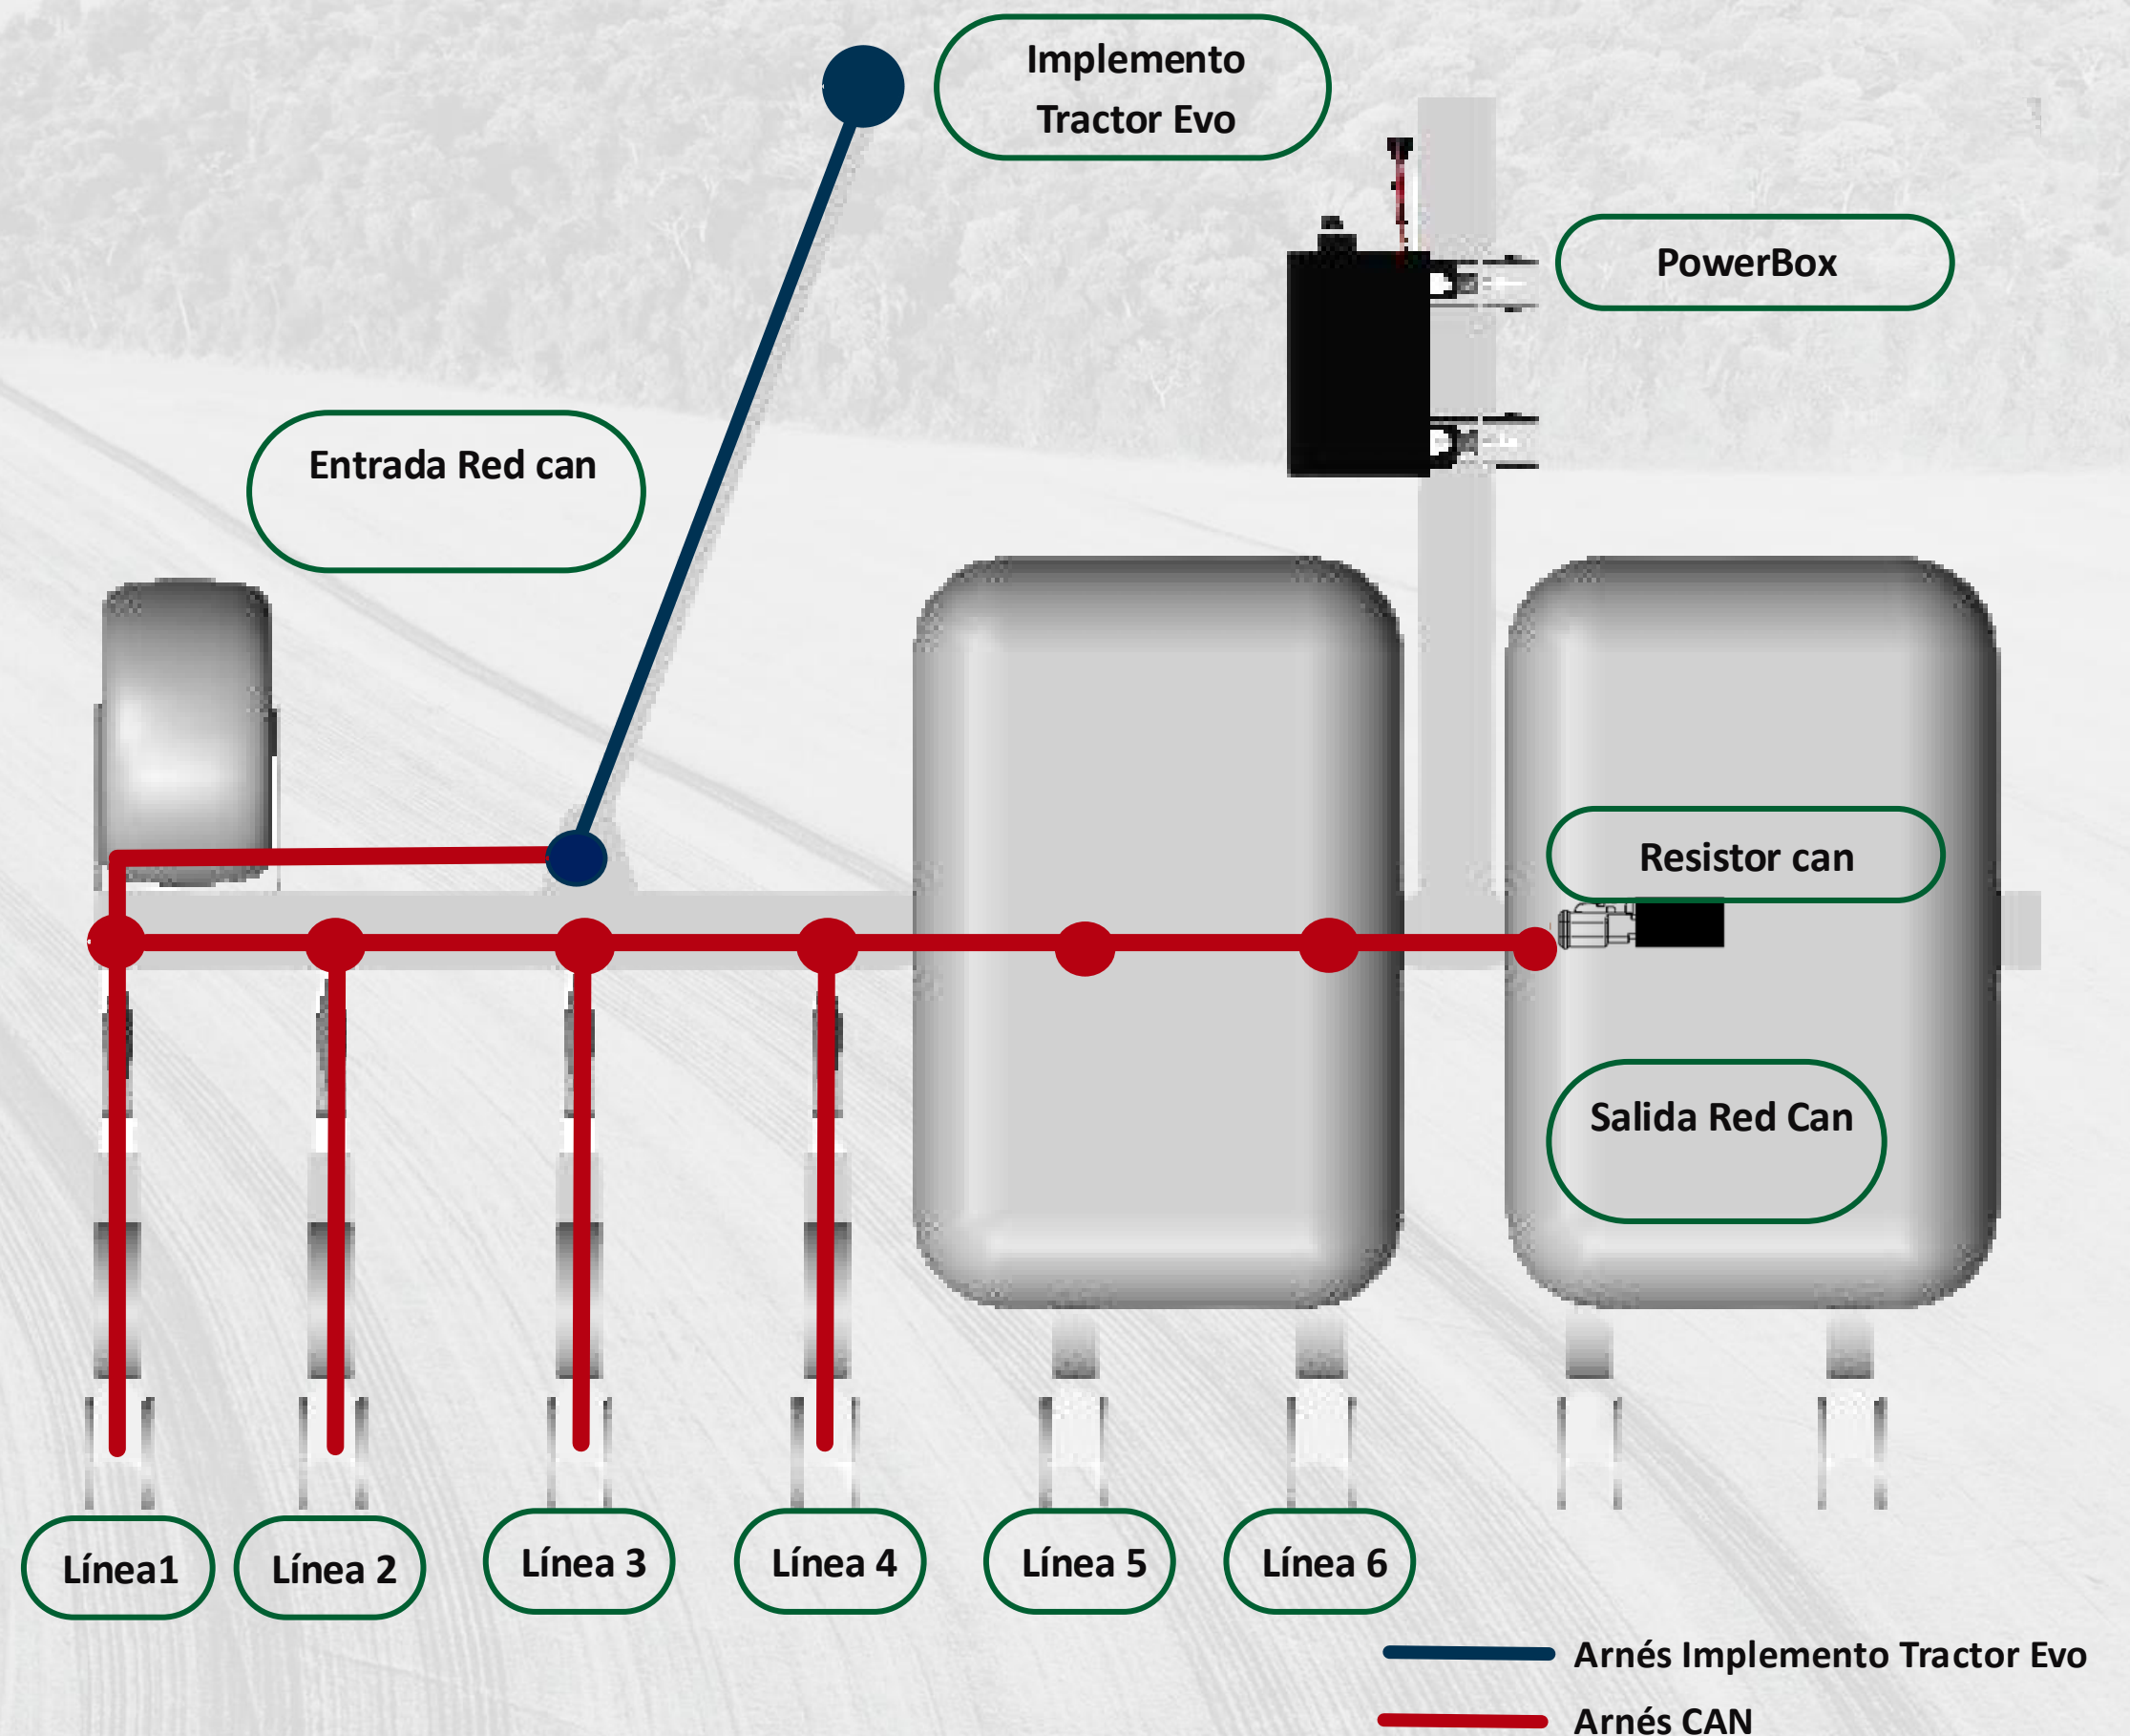 Implemento
Tractor Evo
PowerBox
Entrada Red can
Resistor can
Salida Red Can
Línea1
Línea 2
Línea 3
Línea 4
Línea 5
Línea 6
Arnés Implemento Tractor Evo
Arnés CAN